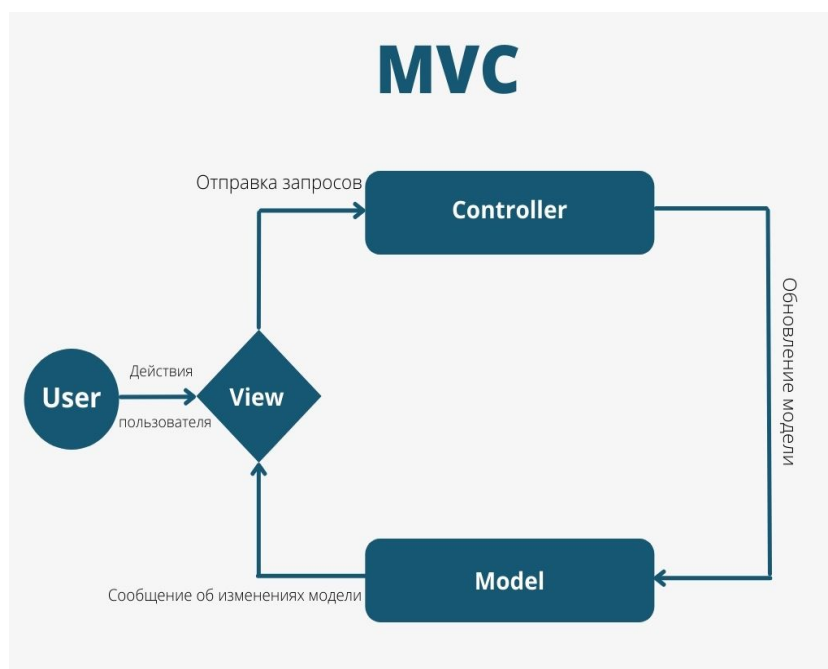 MVC
Отправка запросов
Controller
Обновление модели
Действия
User
View
пользователя
Model
Сообщение об изменениях модели